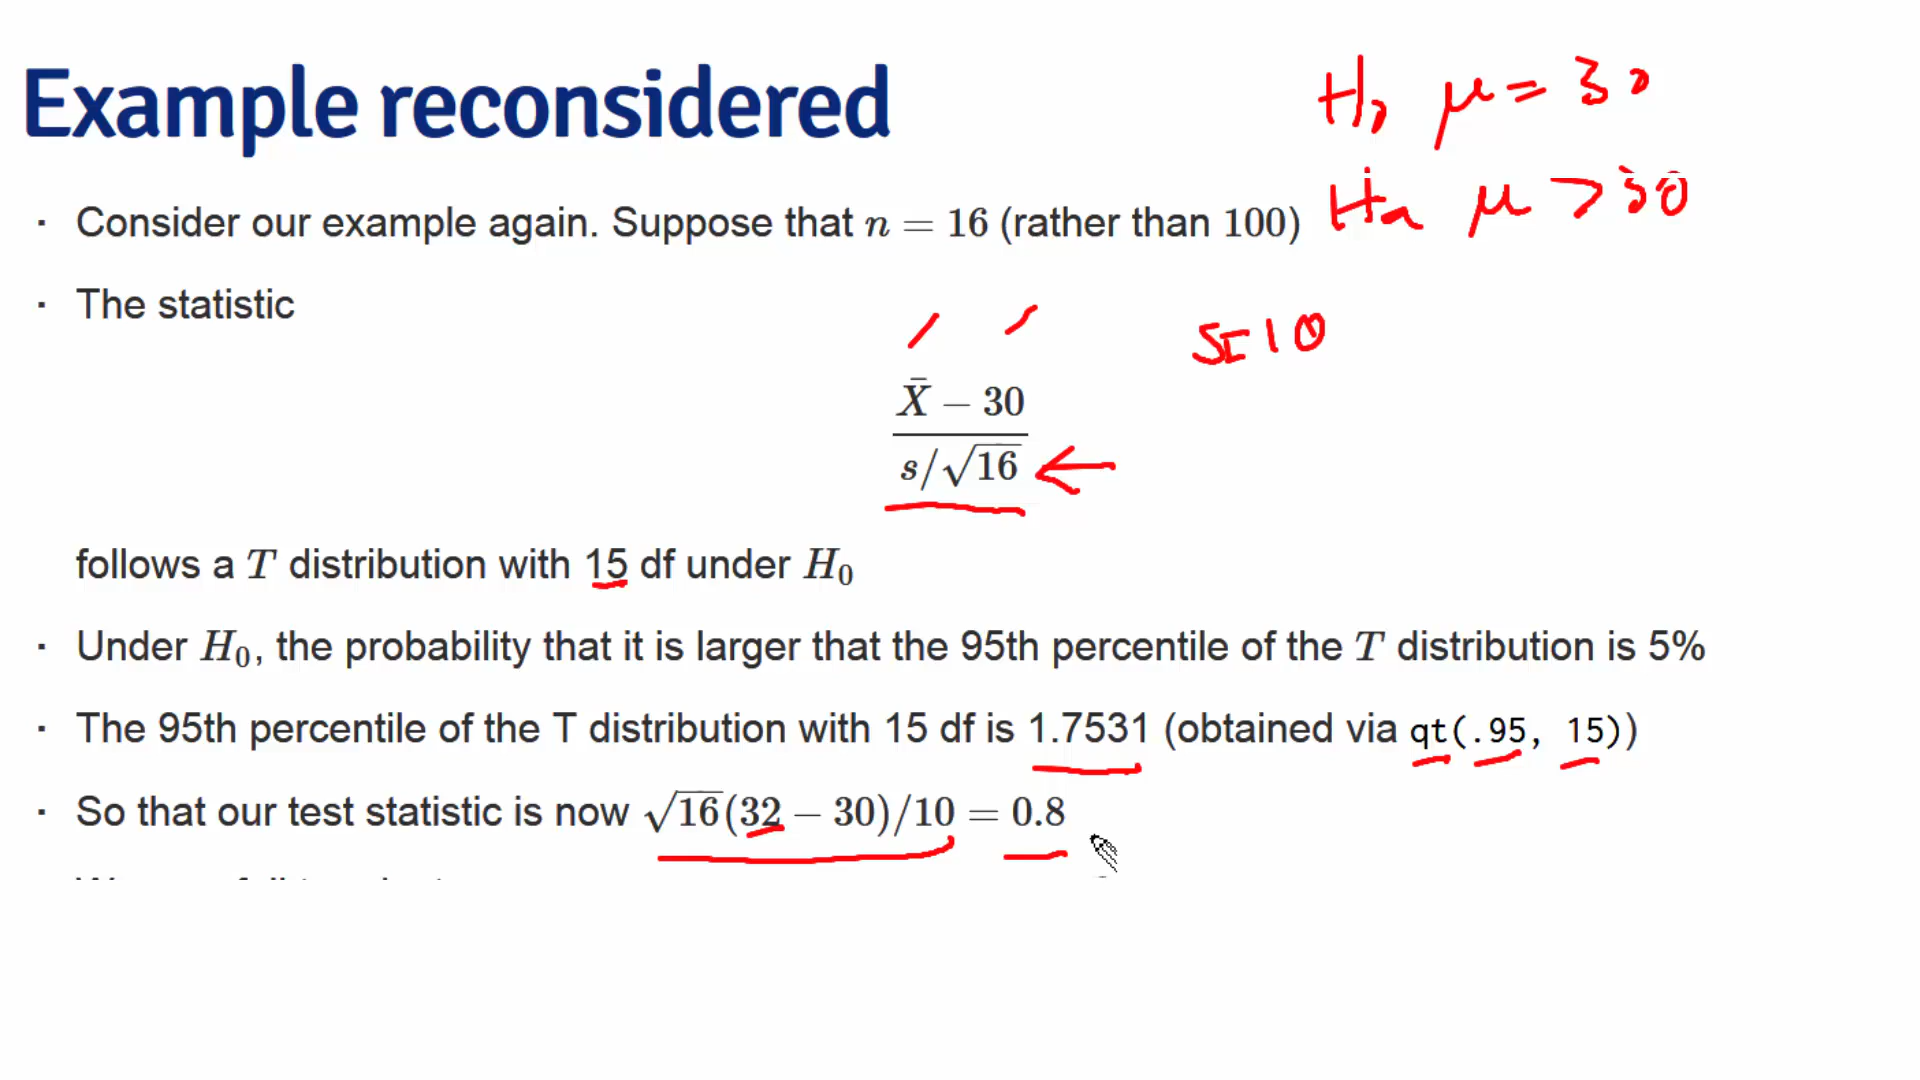 Example reconsidered
H₀ μ = 30
Hₐ μ > 30
· Consider our example again. Suppose that n = 16 (rather than 100)
· The statistic
10
X̄ − 30
s/√16
follows a T distribution with 15 df under H₀
· Under H₀, the probability that it is larger that the 95th percentile of the T distribution is 5%
· The 95th percentile of the T distribution with 15 df is 1.7531 (obtained via qt(.95, 15))
· So that our test statistic is now √16(32 − 30)/10 = 0.8